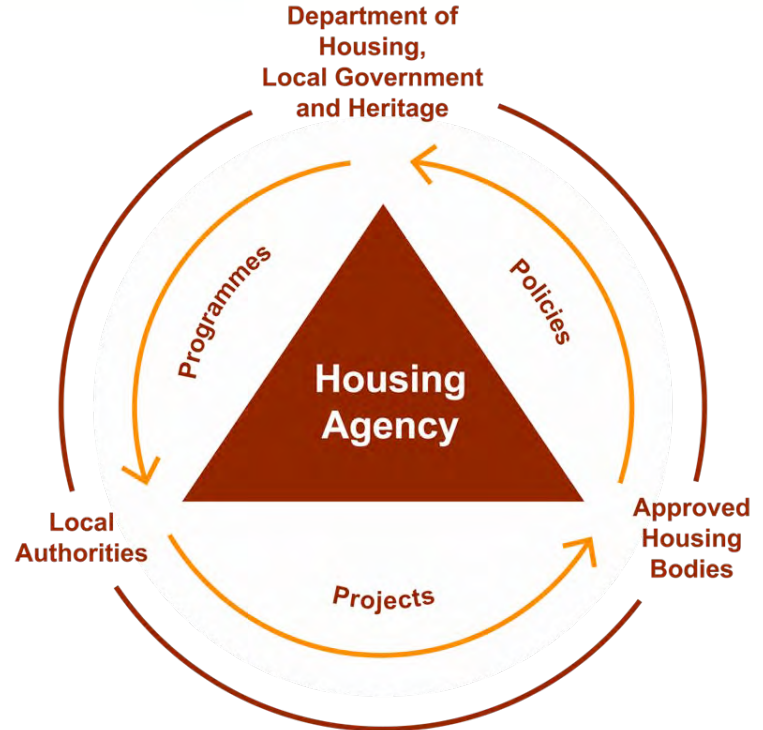 Department of
Housing,
Local Government
and Heritage
Programmes
Policies
Housing
Agency
Local
Authorities
Approved
Housing
Bodies
Projects